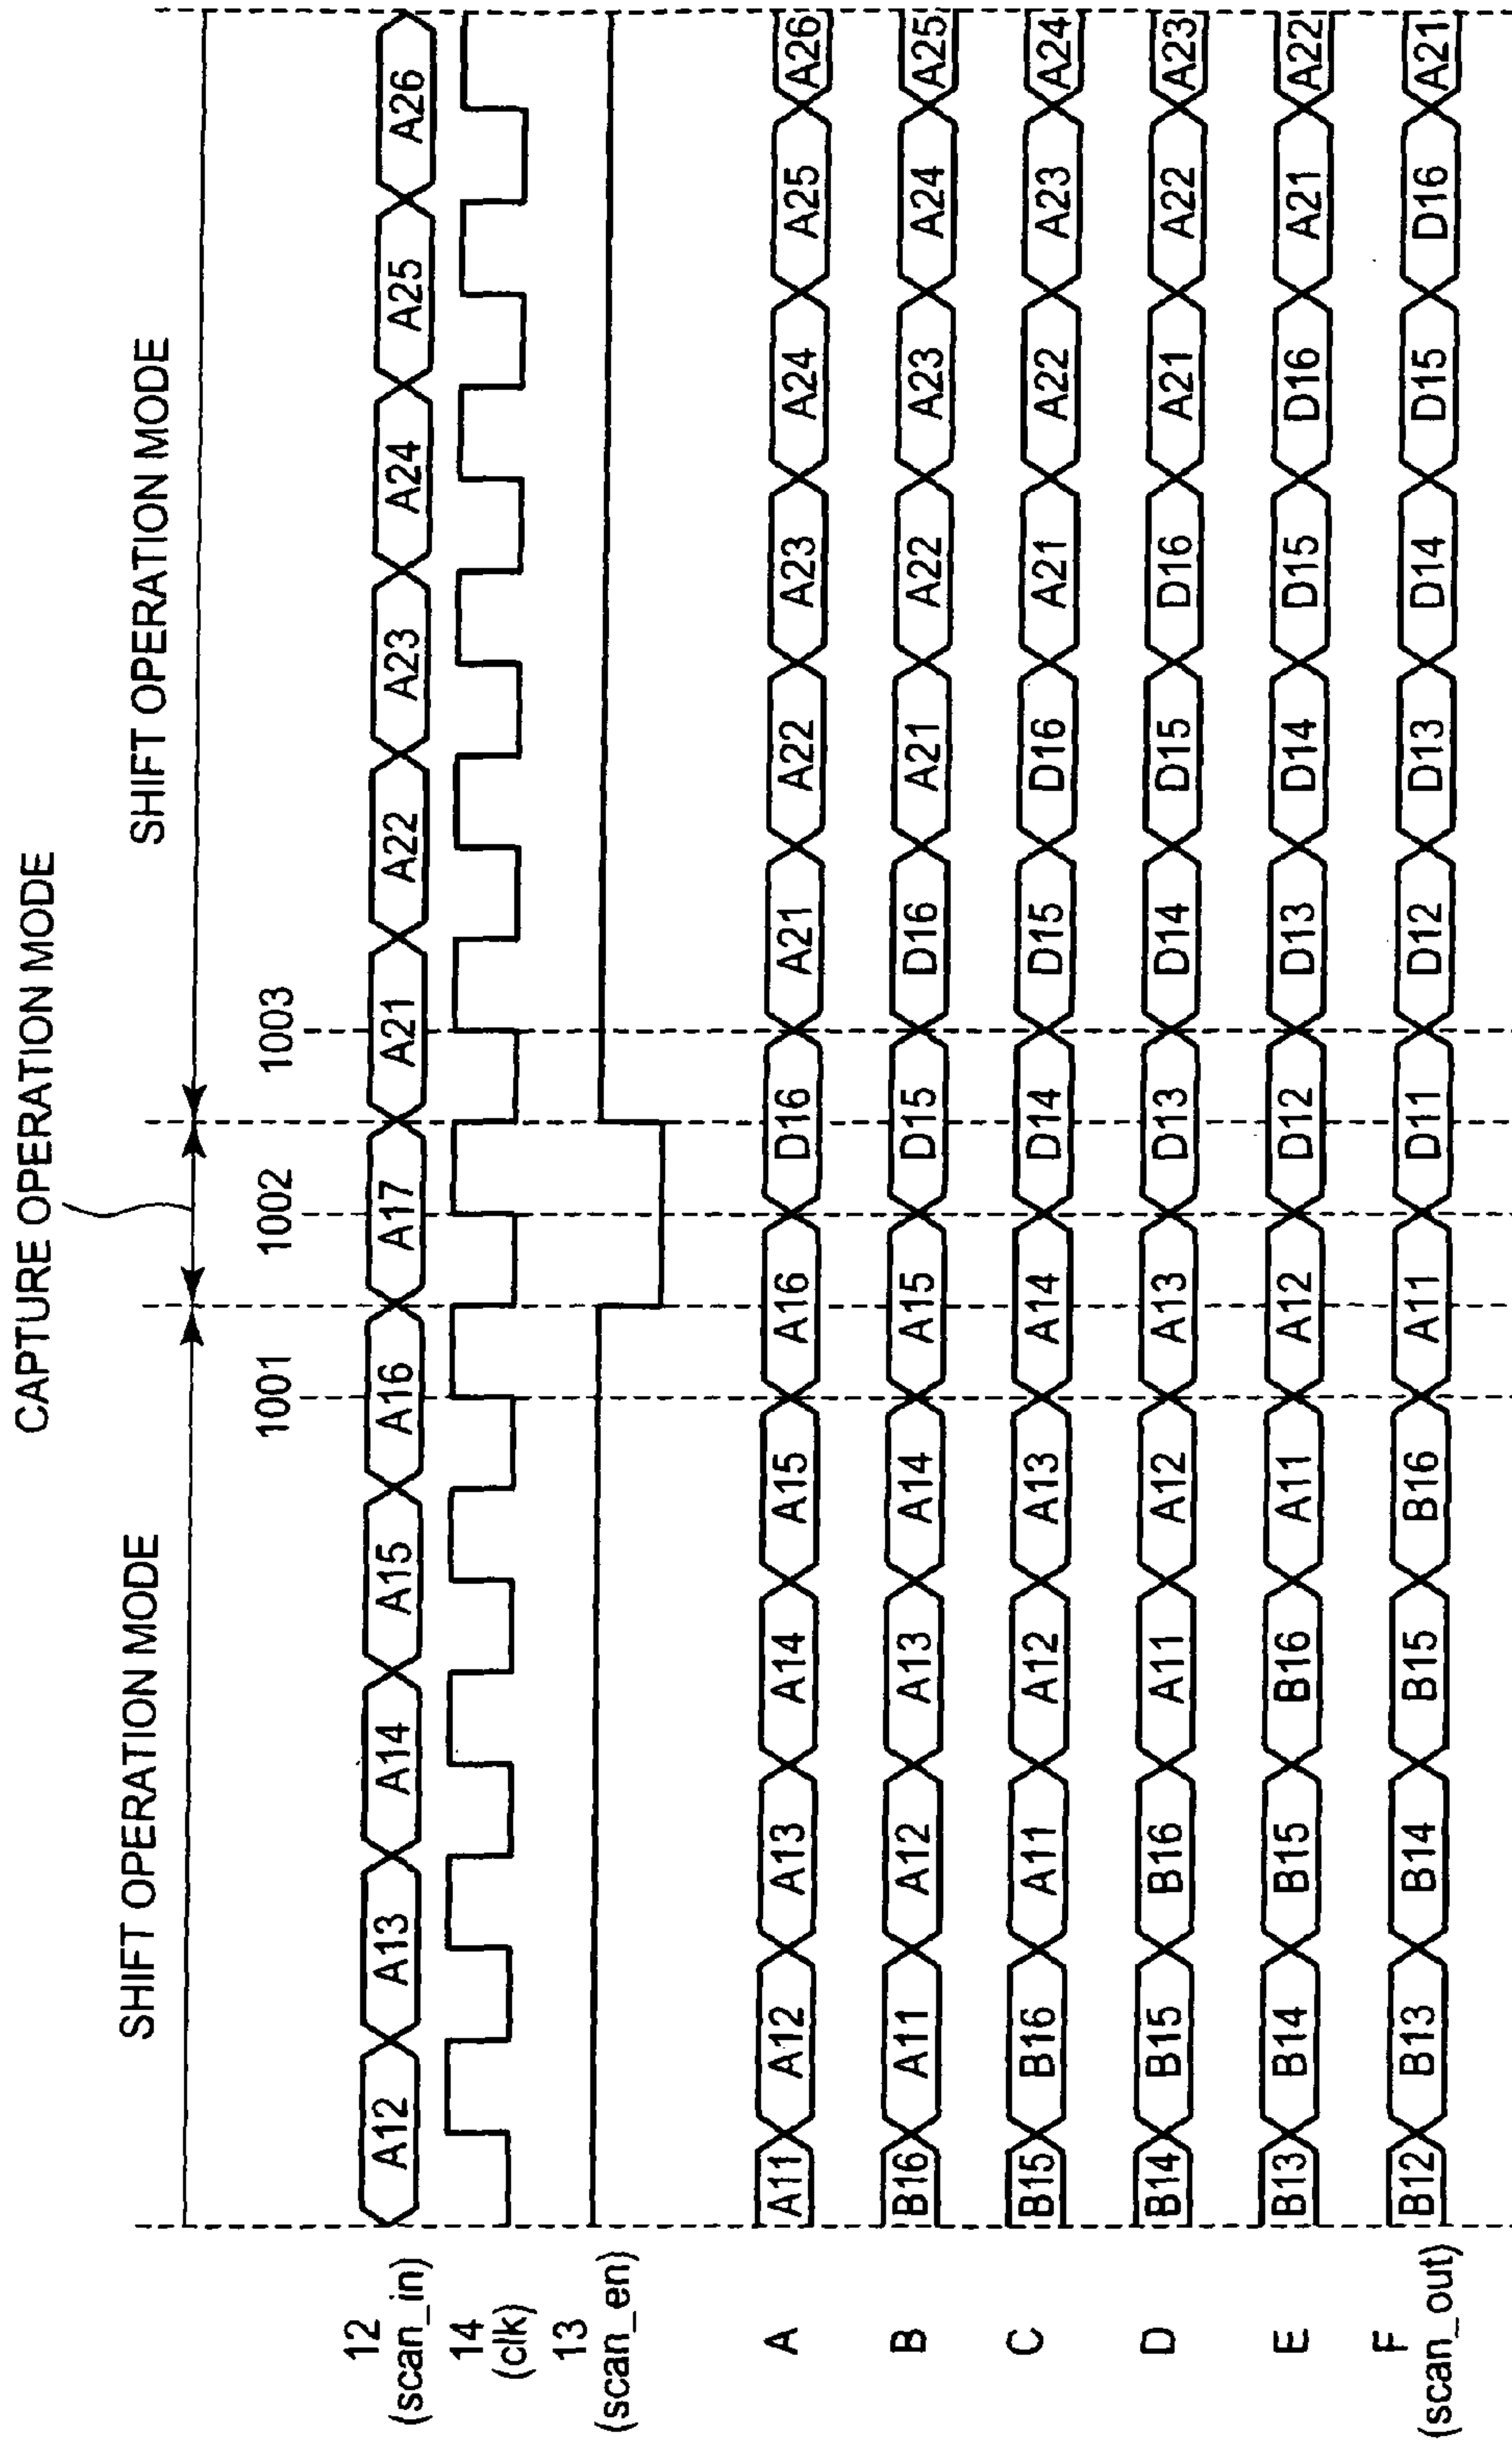 CAPTURE OPERATION MODE
SHIFT OPERATION MODE
SHIFT OPERATION MODE
1001
1002
1003
12
(scan_in)
A12 A13 A14 A15 A16 A17 A21 A22 A23 A24 A25 A26
14
(clk)
13
(scan_en)
A A11 A12 A13 A14 A15 A16 D16 A21 A22 A23 A24 A25 A26
B B16 A11 A12 A13 A14 A15 D15 D16 A21 A22 A23 A24 A25
C B15 B16 A11 A12 A13 A14 D14 D15 D16 A21 A22 A23 A24
D B14 B15 B16 A11 A12 A13 D13 D14 D15 D16 A21 A22 A23
E B13 B14 B15 B16 A11 A12 D12 D13 D14 D15 D16 A21 A22
F B12 B13 B14 B15 B16 A11 D11 D12 D13 D14 D15 D16 A21
(scan_out)